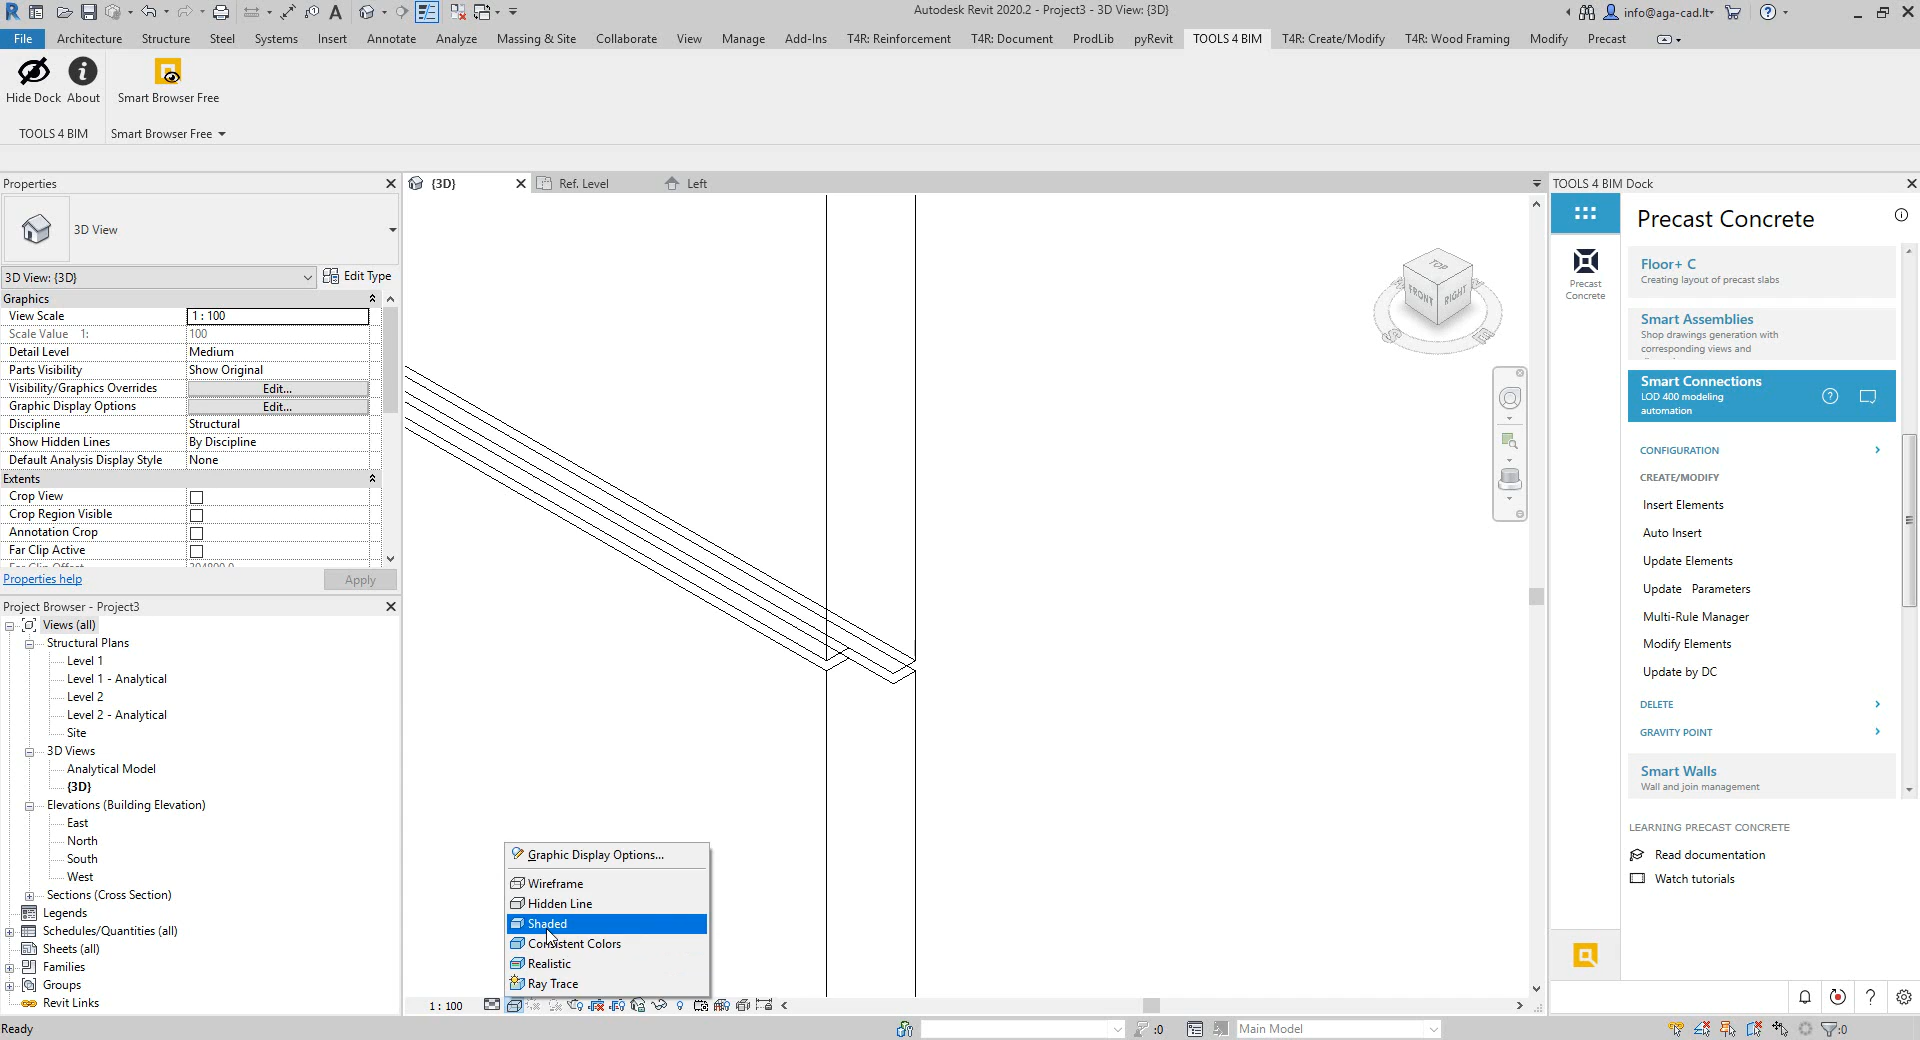 Autodesk Revit 2020.2 - Project3 - 3D View: {3D}
info@aga-cad.lt
File Architecture Structure Steel Systems Insert Annotate Analyze Massing & Site Collaborate View Manage Add-Ins T4R: Reinforcement T4R: Document ProdLib pyRevit TOOLS 4 BIM T4R: Create/Modify T4R: Wood Framing Modify Precast
Hide Dock About Smart Browser Free
TOOLS 4 BIM Smart Browser Free
Properties
3D View
3D View: {3D} Edit Type
Graphics
View Scale 1 : 100
Scale Value 1: 100
Detail Level Medium
Parts Visibility Show Original
Visibility/Graphics Overrides Edit...
Graphic Display Options Edit...
Discipline Structural
Show Hidden Lines By Discipline
Default Analysis Display Style None
Extents
Crop View
Crop Region Visible
Annotation Crop
Far Clip Active
Properties help Apply
Project Browser - Project3
Views (all)
Structural Plans
Level 1
Level 1 - Analytical
Level 2
Level 2 - Analytical
Site
3D Views
Analytical Model
{3D}
Elevations (Building Elevation)
East
North
South
West
Sections (Cross Section)
Legends
Schedules/Quantities (all)
Sheets (all)
Families
Groups
Revit Links
Ready
{3D} Ref. Level Left
TOP
FRONT RIGHT
Graphic Display Options...
Wireframe
Hidden Line
Shaded
Consistent Colors
Realistic
Ray Trace
1 : 100
:0 Main Model :0
TOOLS 4 BIM Dock
Precast
Concrete
Precast Concrete
Floor+ C
Creating layout of precast slabs
Smart Assemblies
Shop drawings generation with
corresponding views and
Smart Connections
LOD 400 modeling
automation
CONFIGURATION
CREATE/MODIFY
Insert Elements
Auto Insert
Update Elements
Update Parameters
Multi-Rule Manager
Modify Elements
Update by DC
DELETE
GRAVITY POINT
Smart Walls
Wall and join management
LEARNING PRECAST CONCRETE
Read documentation
Watch tutorials